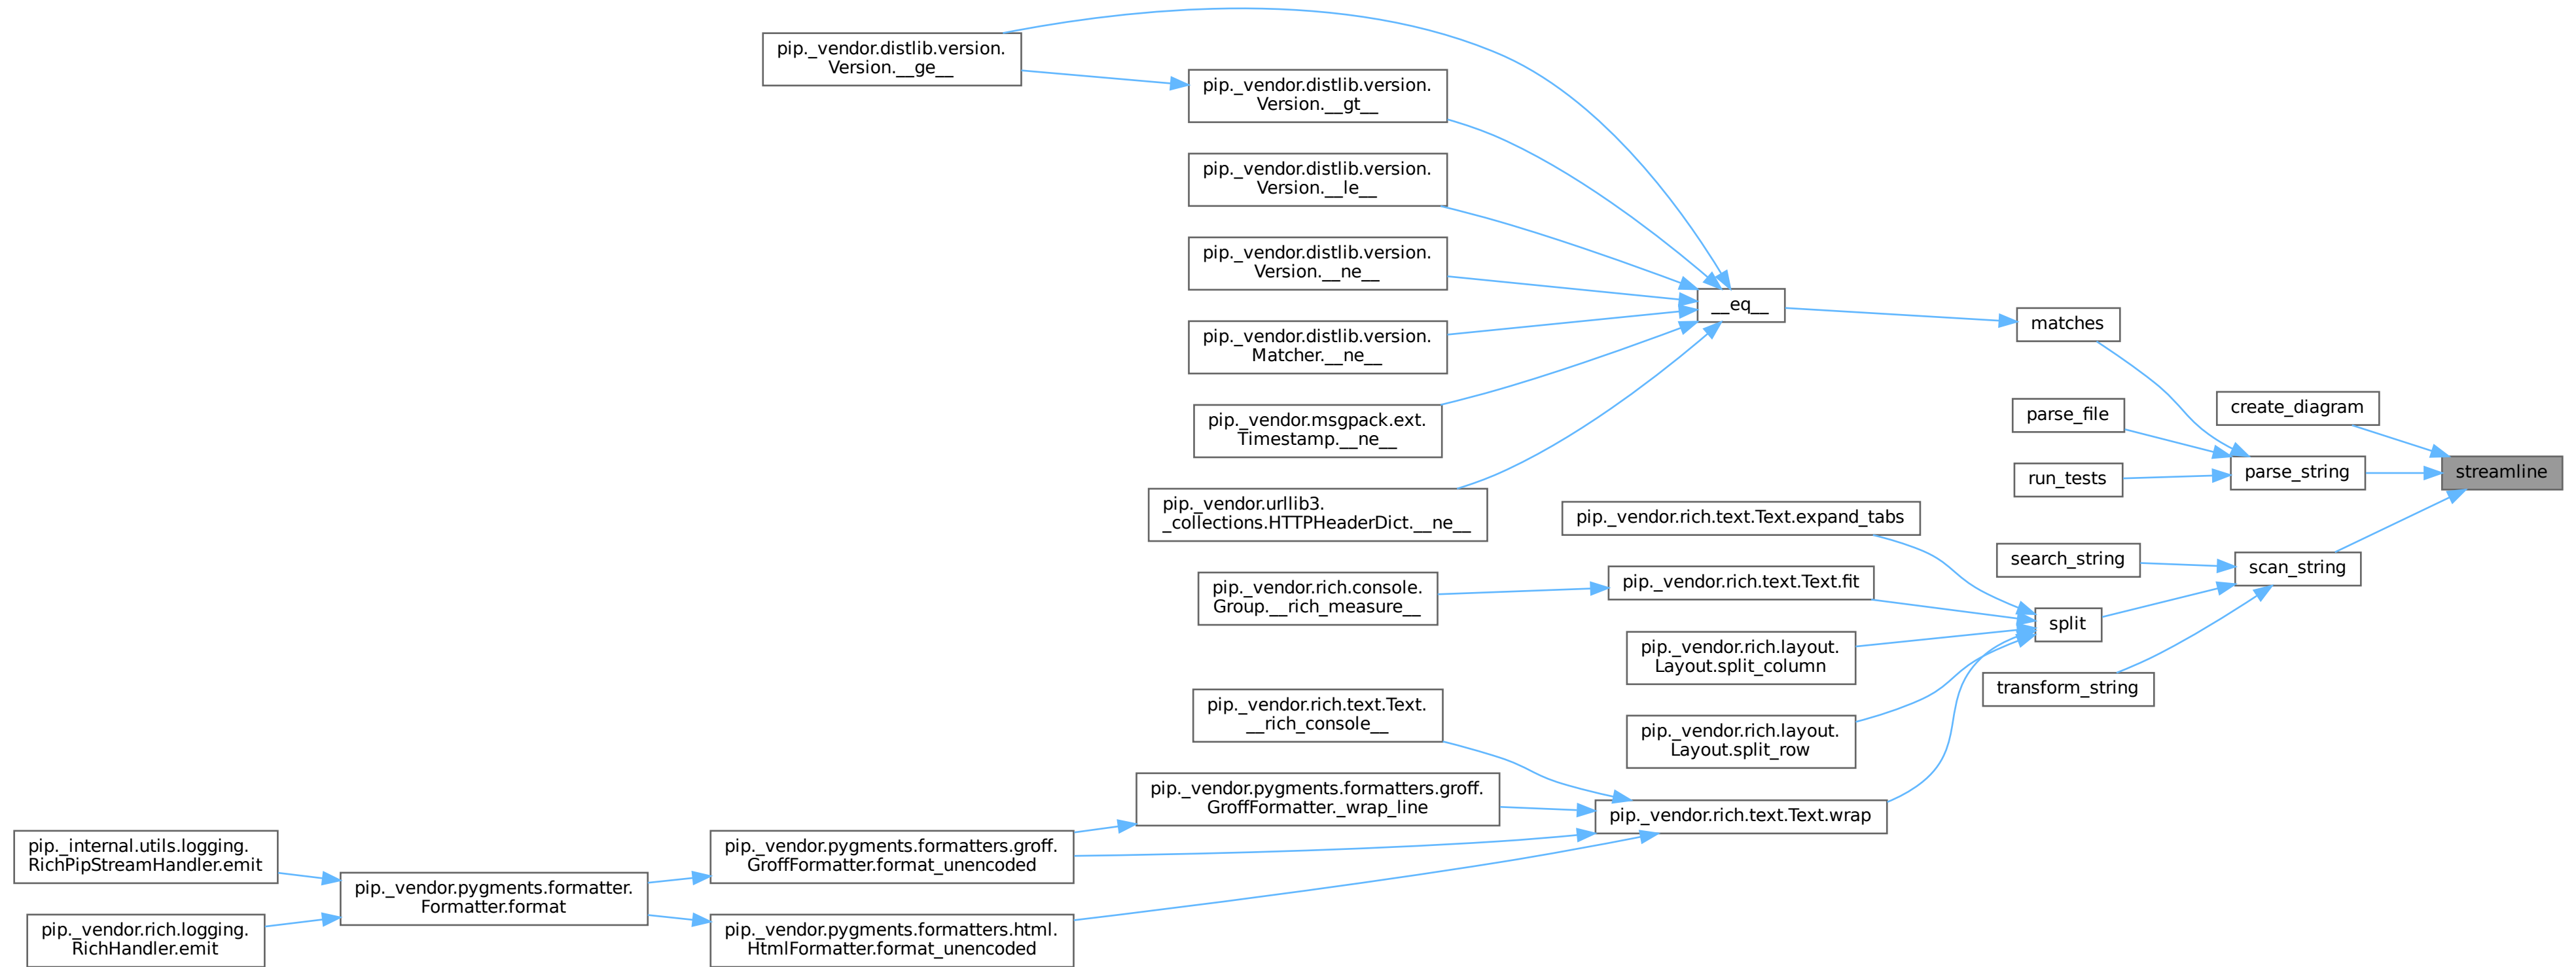 pip._vendor.distlib.version.
Version.__ge__
pip._vendor.distlib.version.
Version.__gt__
pip._vendor.distlib.version.
Version.__le__
pip._vendor.distlib.version.
Version.__ne__
__eq__
matches
pip._vendor.distlib.version.
Matcher.__ne__
create_diagram
parse_file
pip._vendor.msgpack.ext.
Timestamp.__ne__
streamline
parse_string
run_tests
pip._vendor.urllib3.
_collections.HTTPHeaderDict.__ne__
pip._vendor.rich.text.Text.expand_tabs
search_string
scan_string
pip._vendor.rich.text.Text.fit
pip._vendor.rich.console.
Group.__rich_measure__
split
pip._vendor.rich.layout.
Layout.split_column
transform_string
pip._vendor.rich.text.Text.
__rich_console__
pip._vendor.rich.layout.
Layout.split_row
pip._vendor.pygments.formatters.groff.
GroffFormatter._wrap_line
pip._vendor.rich.text.Text.wrap
pip._internal.utils.logging.
RichPipStreamHandler.emit
pip._vendor.pygments.formatters.groff.
GroffFormatter.format_unencoded
pip._vendor.pygments.formatter.
Formatter.format
pip._vendor.rich.logging.
RichHandler.emit
pip._vendor.pygments.formatters.html.
HtmlFormatter.format_unencoded